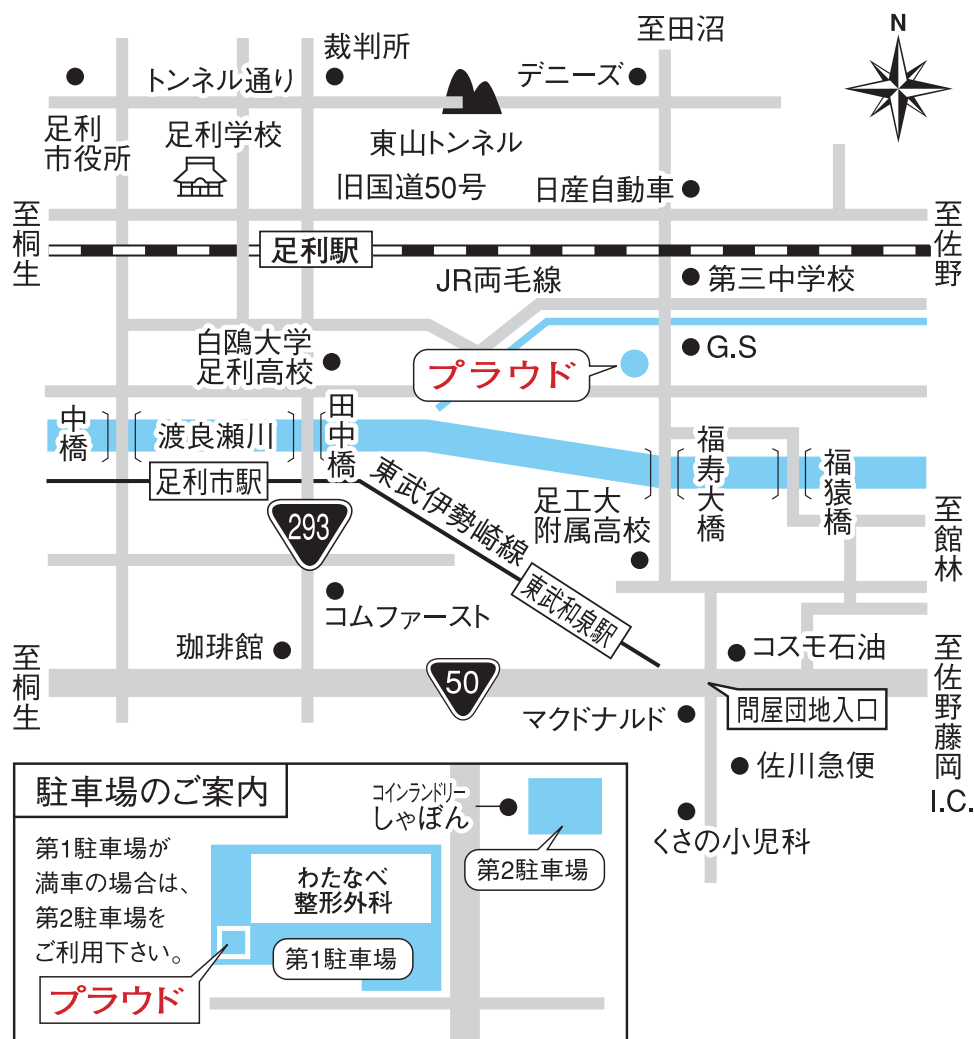 至田沼
N
裁判所
トンネル通り
デニーズ
足利
市役所
足利学校
東山トンネル
旧国道50号
日産自動車
至桐生
足利駅
至佐野
JR両毛線
第三中学校
白鴎大学
足利高校
G.S
プラウド
中橋
渡良瀬川
田中橋
福寿大橋
福猿橋
足利市駅
東武伊勢崎線
足工大
附属高校
293
至館林
東武和泉駅
コムファースト
珈琲館
コスモ石油
至桐生
50
至佐野藤岡I.C.
問屋団地入口
マクドナルド
佐川急便
くさの小児科
駐車場のご案内
コインランドリー
しゃぼん
第1駐車場が
満車の場合は、
第2駐車場を
ご利用下さい。
わたなべ
整形外科
第2駐車場
第1駐車場
プラウド